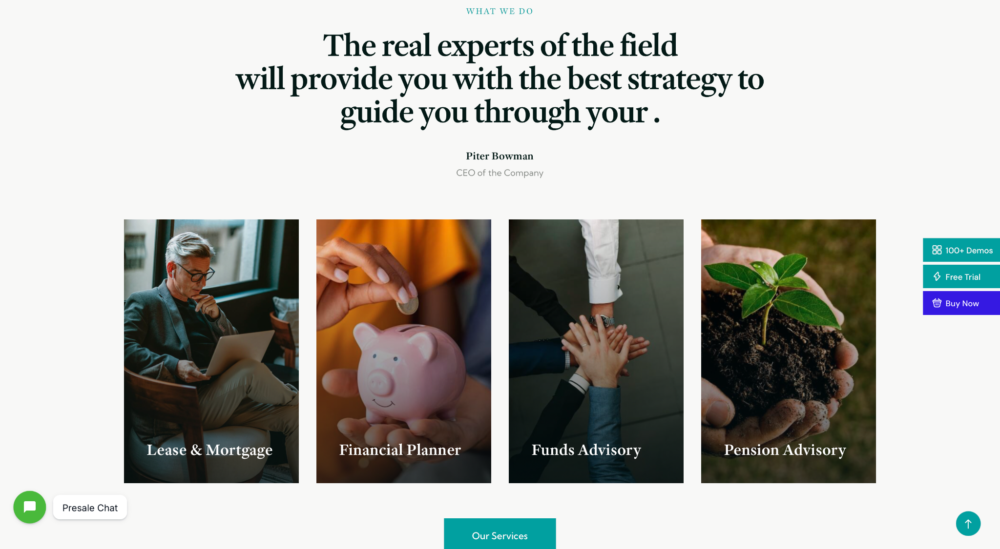 WHAT WE DO
The real experts of the field
will provide you with the best strategy to
guide you through your .
Piter Bowman
CEO of the Company
100+ Demos
Free Trial
Buy Now
Lease & Mortgage
Financial Planner
Funds Advisory
Pension Advisory
Presale Chat
Our Services